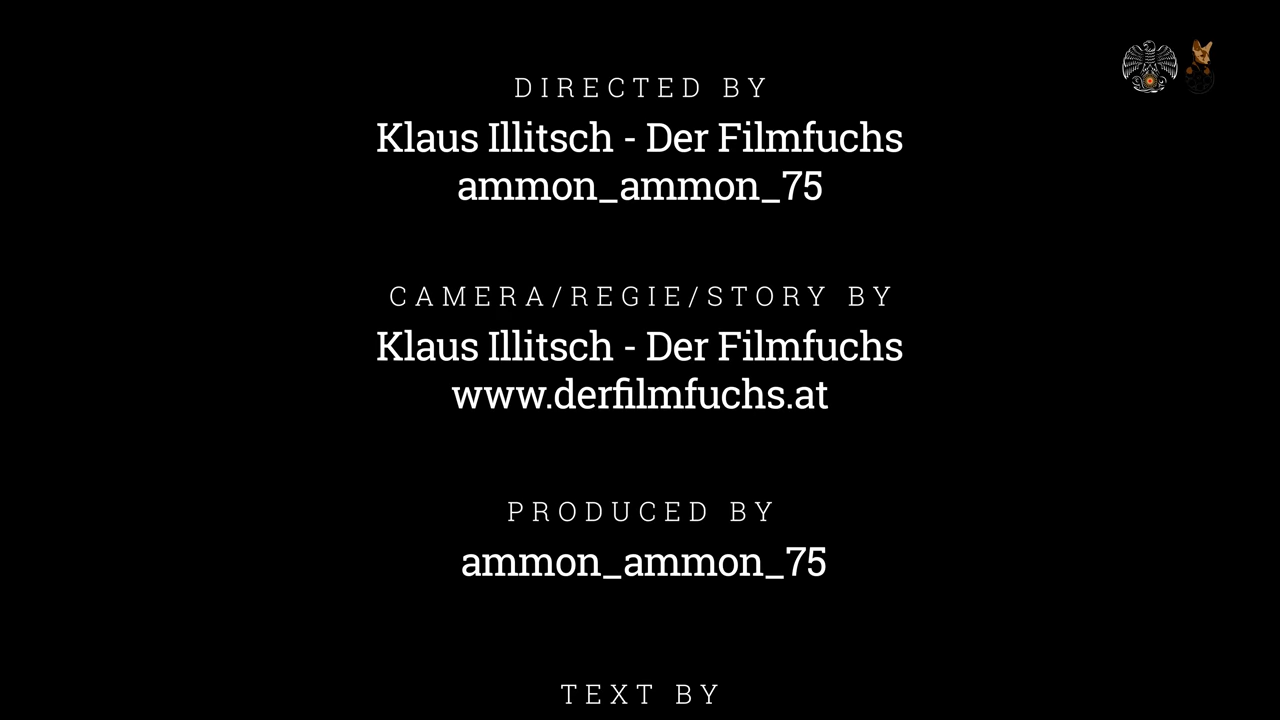 DIRECTED BY
Klaus Illitsch - Der Filmfuchs
ammon_ammon_75
CAMERA/REGIE/STORY BY
Klaus Illitsch - Der Filmfuchs
www.derfilmfuchs.at
PRODUCED BY
ammon_ammon_75
TEXT BY